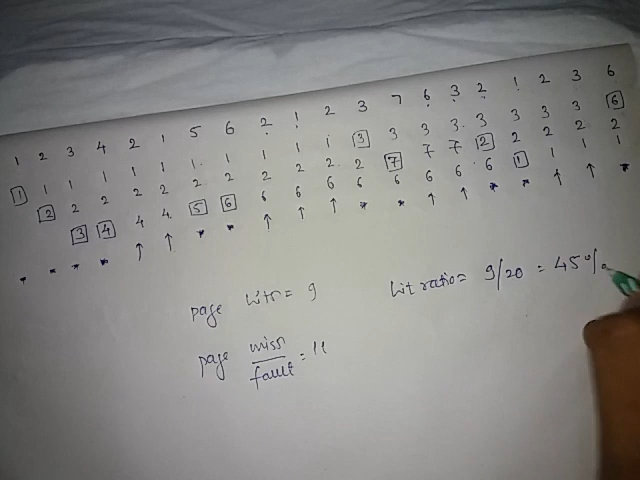 1 2 3 4 2 1 5 6 2 1 2 3 7 6 3 2 1 2 3 6
1 1 1 1 1 1 1 1 1 1 1 3 3 3 3 3 3 3 3 6
2 2 2 2 2 2 2 2 2 2 2 7 7 7 2 2 2 2 2
3 4 4 4 5 6 6 6 6 6 6 6 6 6 1 1 1 1
* * * * ↑ ↑ * * ↑ ↑ ↑ * * ↑ ↑ * * ↑ ↑ *
page hits = 9 hit ratio = 9/20 = 45%
page miss/fault = 11